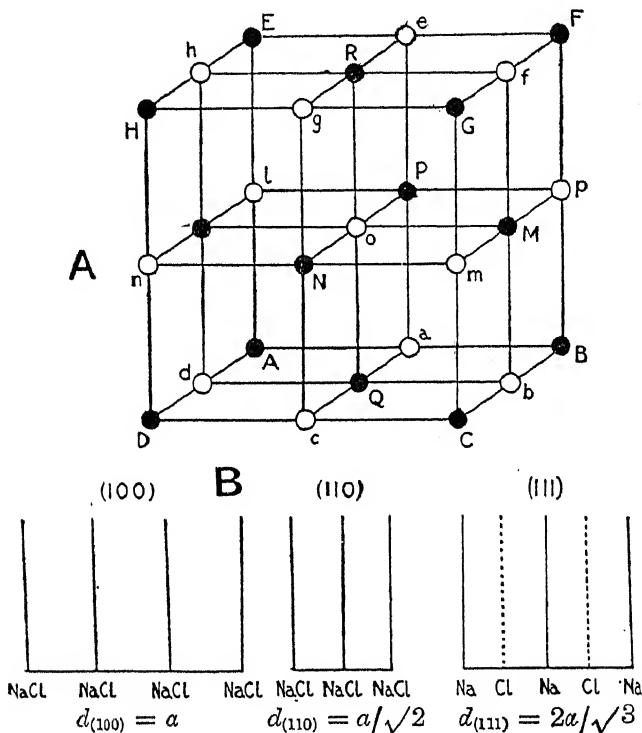 E e F
h R f
H g G
l P p
A o M
n N m
A a B
d Q b
D c C
B
(100) (110) (111)
NaCl NaCl NaCl NaCl NaCl NaCl NaCl Na Cl Na Cl Na
d(100) = a d(110) = a/√2 d(111) = 2a/√3